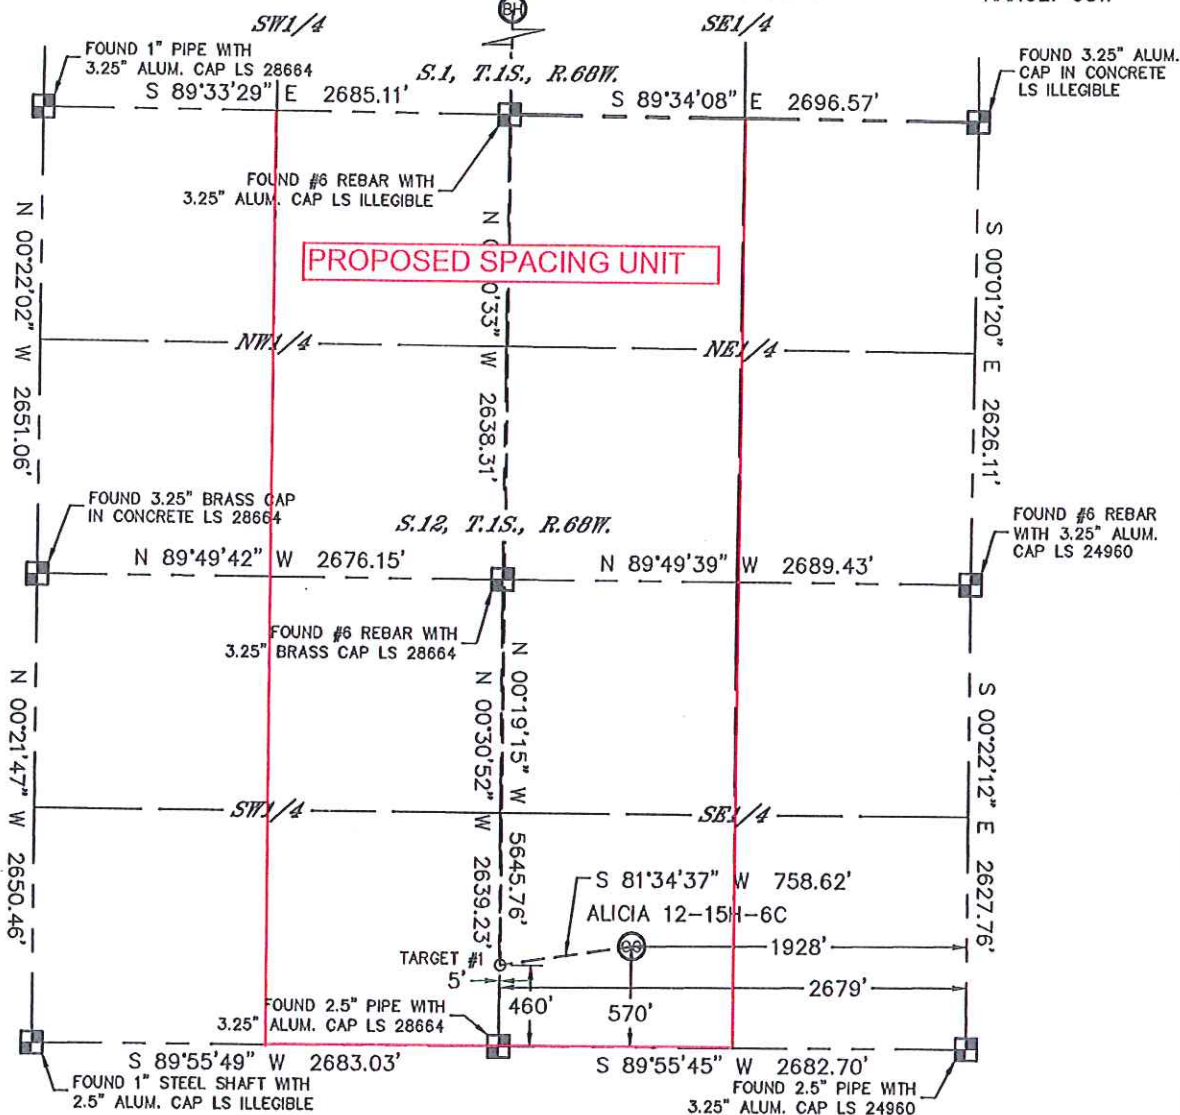 SW1/4
BH
SE1/4
FOUND 1" PIPE WITH
3.25" ALUM. CAP LS 28664
S.1, T.1S., R.68W.
FOUND 3.25" ALUM.
CAP IN CONCRETE
LS ILLEGIBLE
S 89°33'29" E 2685.11'
S 89°34'08" E 2696.57'
FOUND #6 REBAR WITH
3.25" ALUM. CAP LS ILLEGIBLE
N 00°22'02" W 2651.06'
PROPOSED SPACING UNIT
0'33" W 2638.31'
S 00°01'20" E 2626.11'
NW1/4
NE1/4
FOUND 3.25" BRASS CAP
IN CONCRETE LS 28664
S.12, T.1S., R.68W.
FOUND #6 REBAR
WITH 3.25" ALUM.
CAP LS 24960
N 89°49'42" W 2676.15'
N 89°49'39" W 2689.43'
FOUND #6 REBAR WITH
3.25" BRASS CAP LS 28664
N 00°21'47" W 2650.46'
N 00°30'52" W 2639.23'
N 00°19'15" W 5645.76'
S 00°22'12" E 2627.76'
SW1/4
SE1/4
S 81°34'37" W 758.62'
ALICIA 12-15H-6C
1928'
TARGET #1
5'
2679'
460'
570'
FOUND 2.5" PIPE WITH
3.25" ALUM. CAP LS 28664
S 89°55'49" W 2683.03'
S 89°55'45" W 2682.70'
FOUND 1" STEEL SHAFT WITH
2.5" ALUM. CAP LS ILLEGIBLE
FOUND 2.5" PIPE WITH
3.25" ALUM. CAP LS 24960